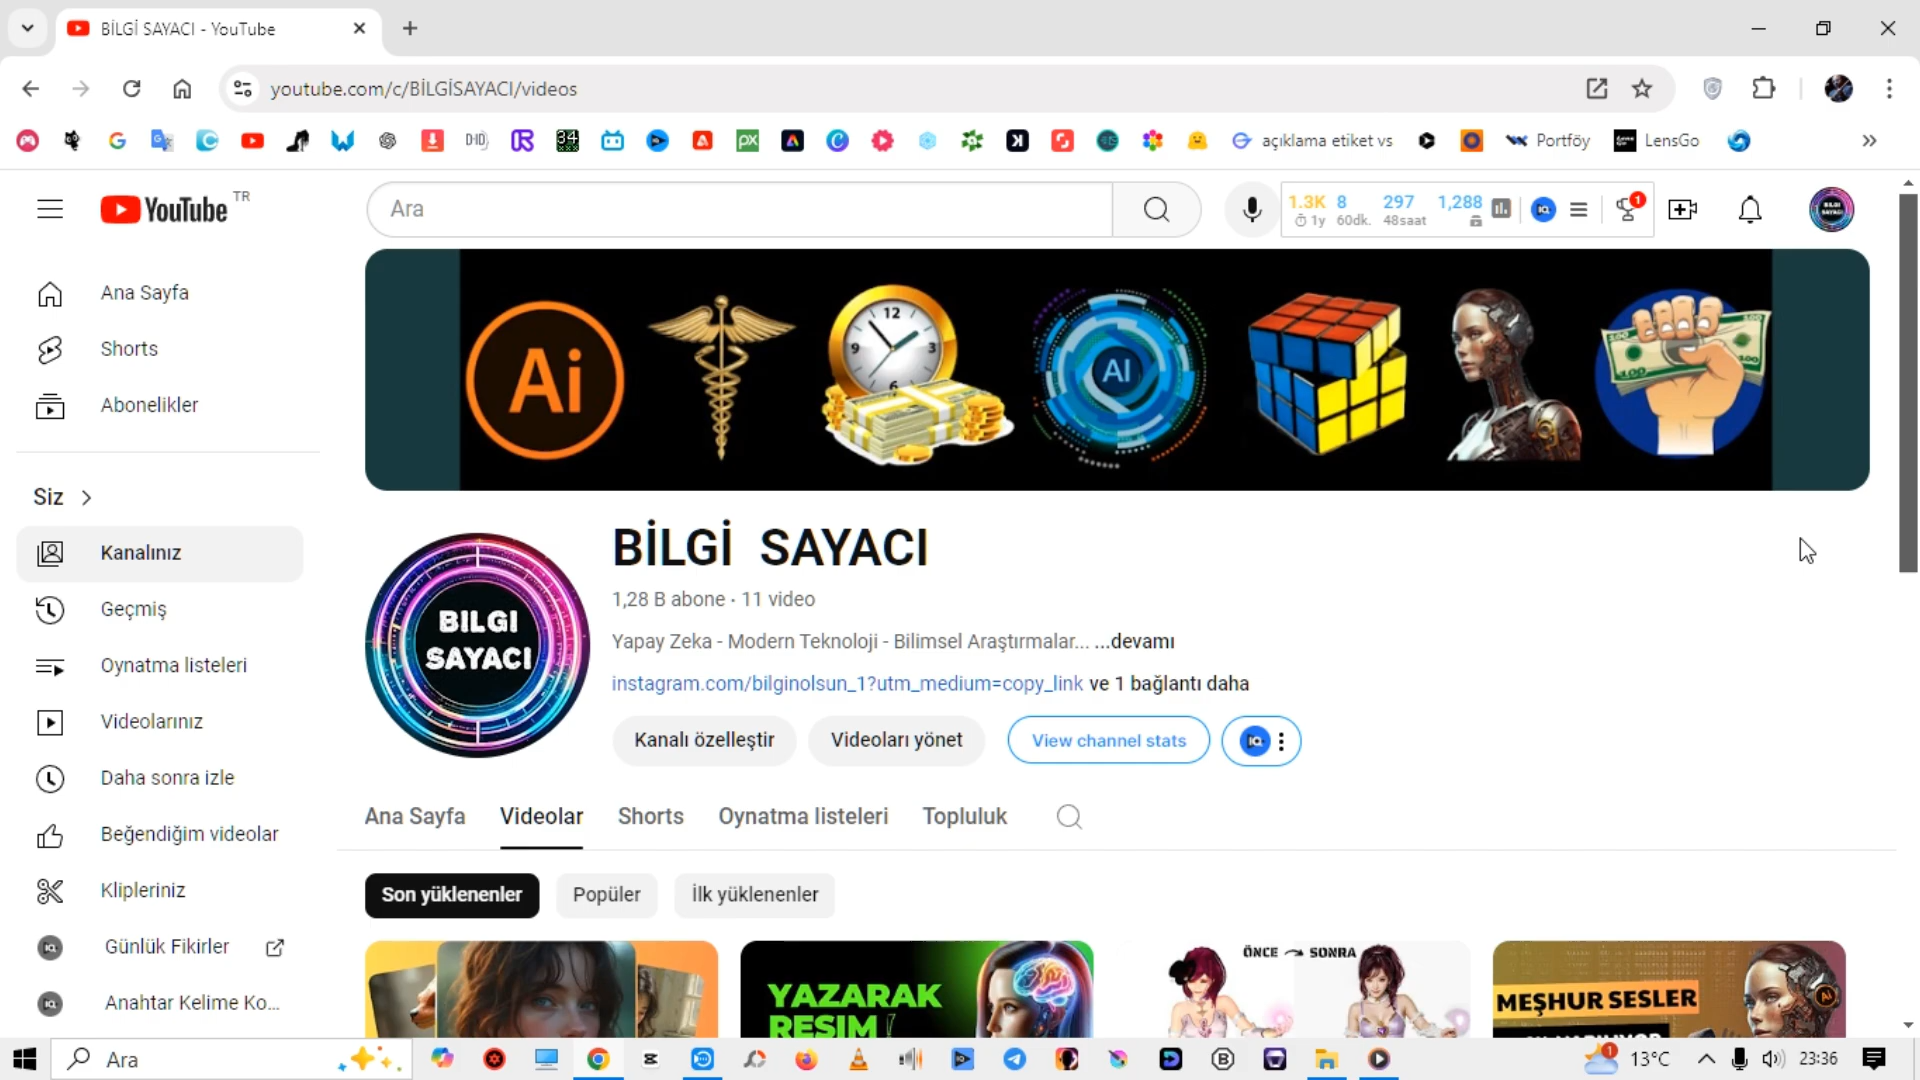 BİLGİ SAYACI - YouTube
youtube.com/c/BİLGİSAYACI/videos
açıklama etiket vs
Portföy
LensGo
YouTube TR
Ara
1.3K 8 297 1,288
1y 60dk. 48saat
1
Ana Sayfa
Shorts
Abonelikler
Siz
Kanalınız
Geçmiş
Oynatma listeleri
Videolarınız
Daha sonra izle
Beğendiğim videolar
Klipleriniz
Günlük Fikirler
Anahtar Kelime Ko...
Ai
AI
BILGI
SAYACI
BİLGİ SAYACI
1,28 B abone · 11 video
Yapay Zeka - Modern Teknoloji - Bilimsel Araştırmalar... ...devamı
instagram.com/bilginolsun_1?utm_medium=copy_link ve 1 bağlantı daha
Kanalı özelleştir
Videoları yönet
View channel stats
Ana Sayfa
Videolar
Shorts
Oynatma listeleri
Topluluk
Son yüklenenler
Popüler
İlk yüklenenler
YAZARAK
RESIM
ÖNCE SONRA
MEŞHUR SESLER
Ara
13°C
23:36